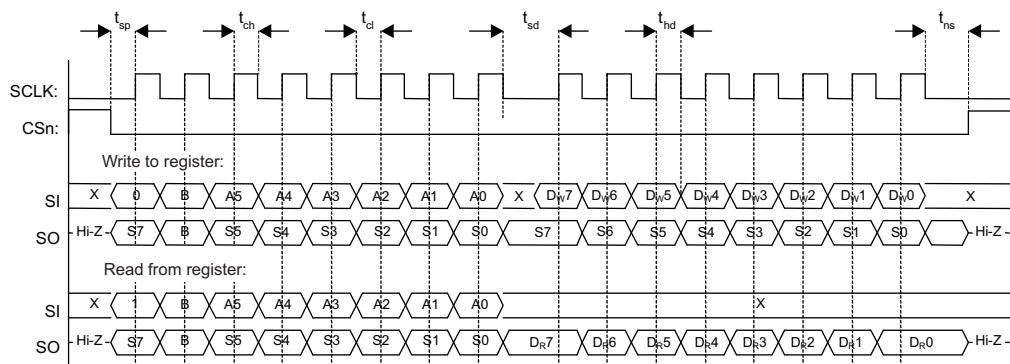 tsp tch tcl tsd thd tns
SCLK:
CSn:
Write to register:
SI X 0 B A5 A4 A3 A2 A1 A0 X DW7 DW6 DW5 DW4 DW3 DW2 DW1 DW0 X
SO Hi-Z S7 B S5 S4 S3 S2 S1 S0 S7 S6 S5 S4 S3 S2 S1 S0 Hi-Z
Read from register:
SI X 1 B A5 A4 A3 A2 A1 A0 X
SO Hi-Z S7 B S5 S4 S3 S2 S1 S0 DR7 DR6 DR5 DR4 DR3 DR2 DR1 DR0 Hi-Z